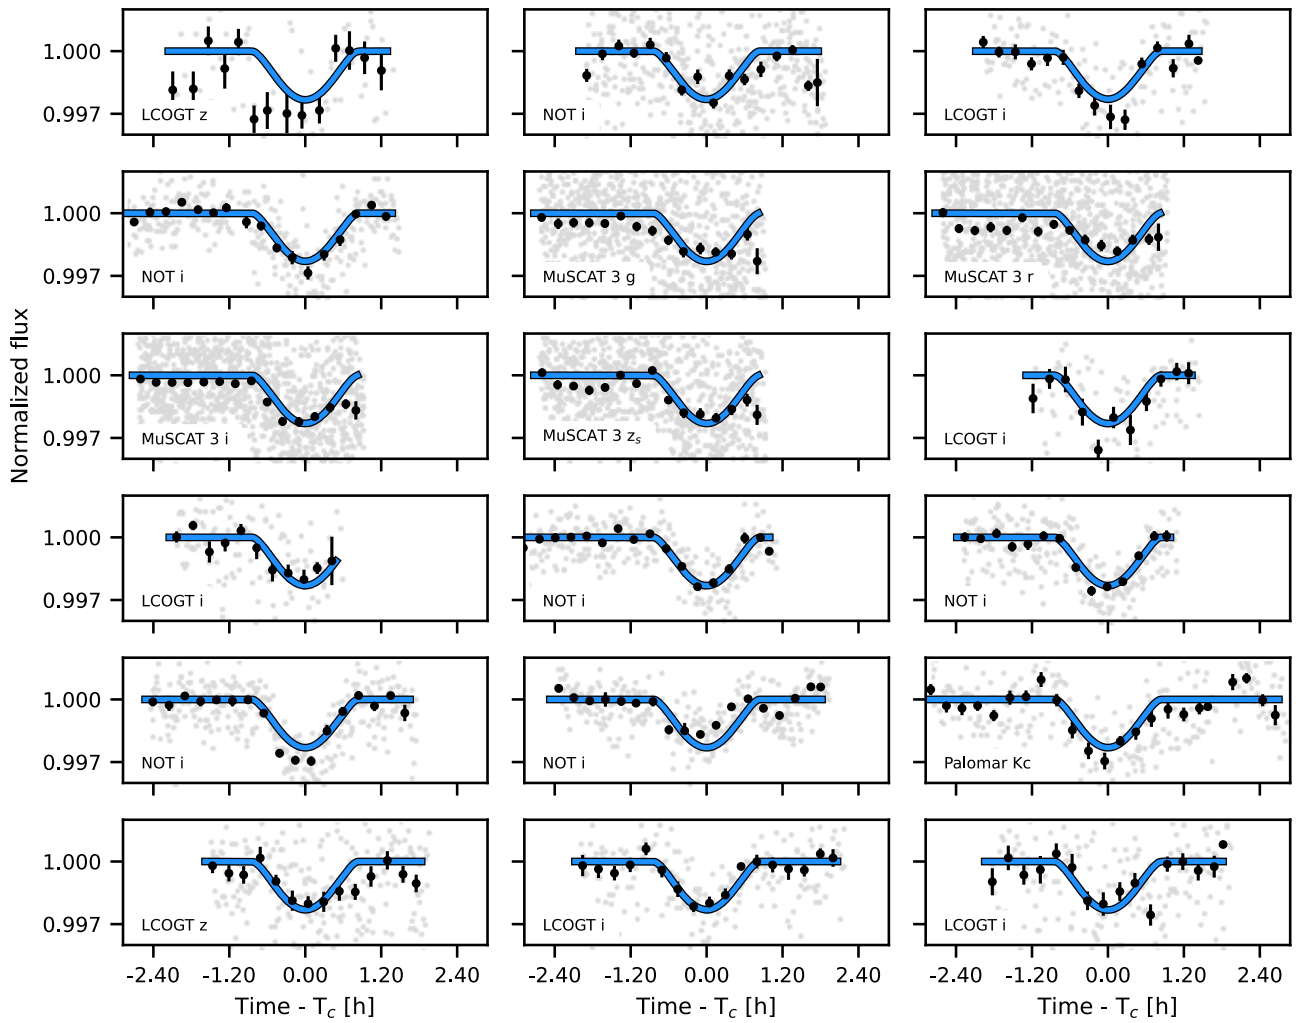 1.000
0.997
LCOGT z
NOT i
LCOGT i
1.000
0.997
NOT i
MuSCAT 3 g
MuSCAT 3 r
Normalized flux
1.000
0.997
MuSCAT 3 i
MuSCAT 3 zₛ
LCOGT i
1.000
0.997
LCOGT i
NOT i
NOT i
1.000
0.997
NOT i
NOT i
Palomar Kc
1.000
0.997
LCOGT z
LCOGT i
LCOGT i
-2.40 -1.20 0.00 1.20 2.40
-2.40 -1.20 0.00 1.20 2.40
-2.40 -1.20 0.00 1.20 2.40
Time - T_c [h]
Time - T_c [h]
Time - T_c [h]